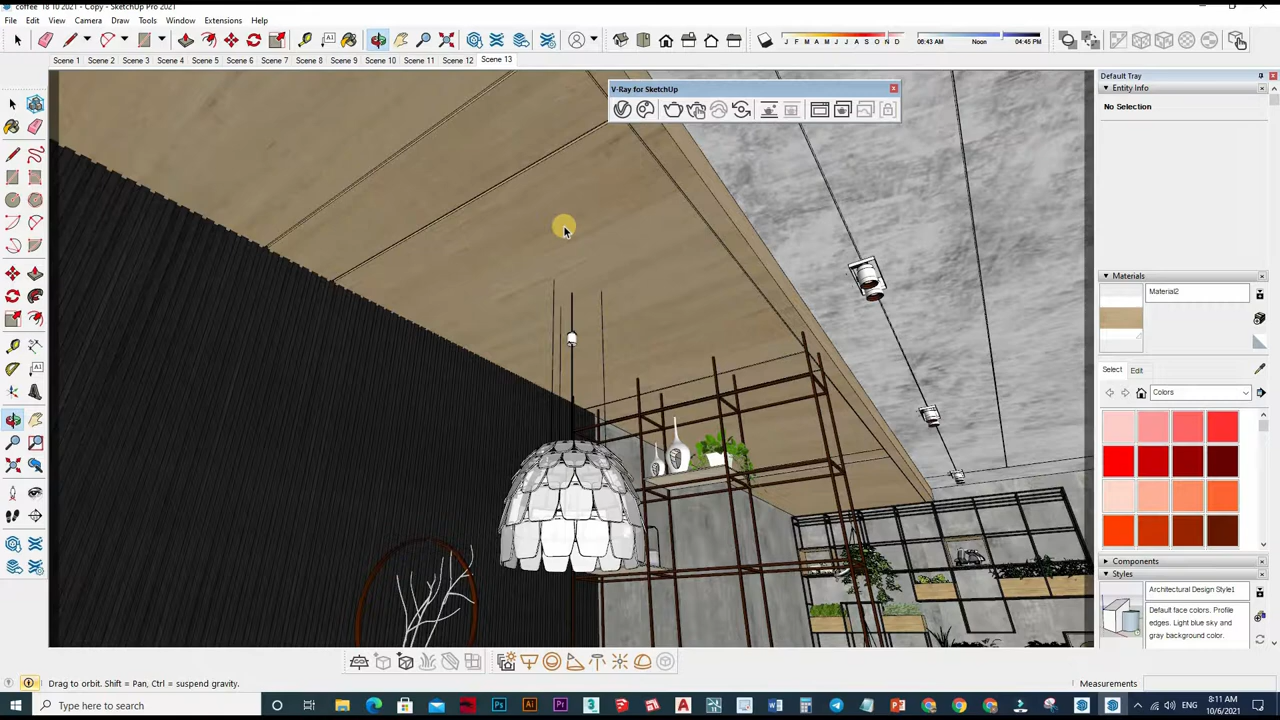 coffee 18 10 2021 - Copy - SketchUp Pro 2021
File Edit View Camera Draw Tools Window Extensions Help
J F M A M J J A S O N D
06:43 AM Noon 04:45 PM
Scene 1 Scene 2 Scene 3 Scene 4 Scene 5 Scene 6 Scene 7 Scene 8 Scene 9 Scene 10 Scene 11 Scene 12 Scene 13
V-Ray for SketchUp
Default Tray
Entity Info
No Selection
Materials
Material2
Select Edit
Colors
Components
Styles
Architectural Design Style1
Default face colors. Profile
edges. Light blue sky and
gray background color.
Drag to orbit. Shift = Pan, Ctrl = suspend gravity.
Measurements
Type here to search
Ps Ai Pr 3 A
ENG
8:11 AM
10/6/2021